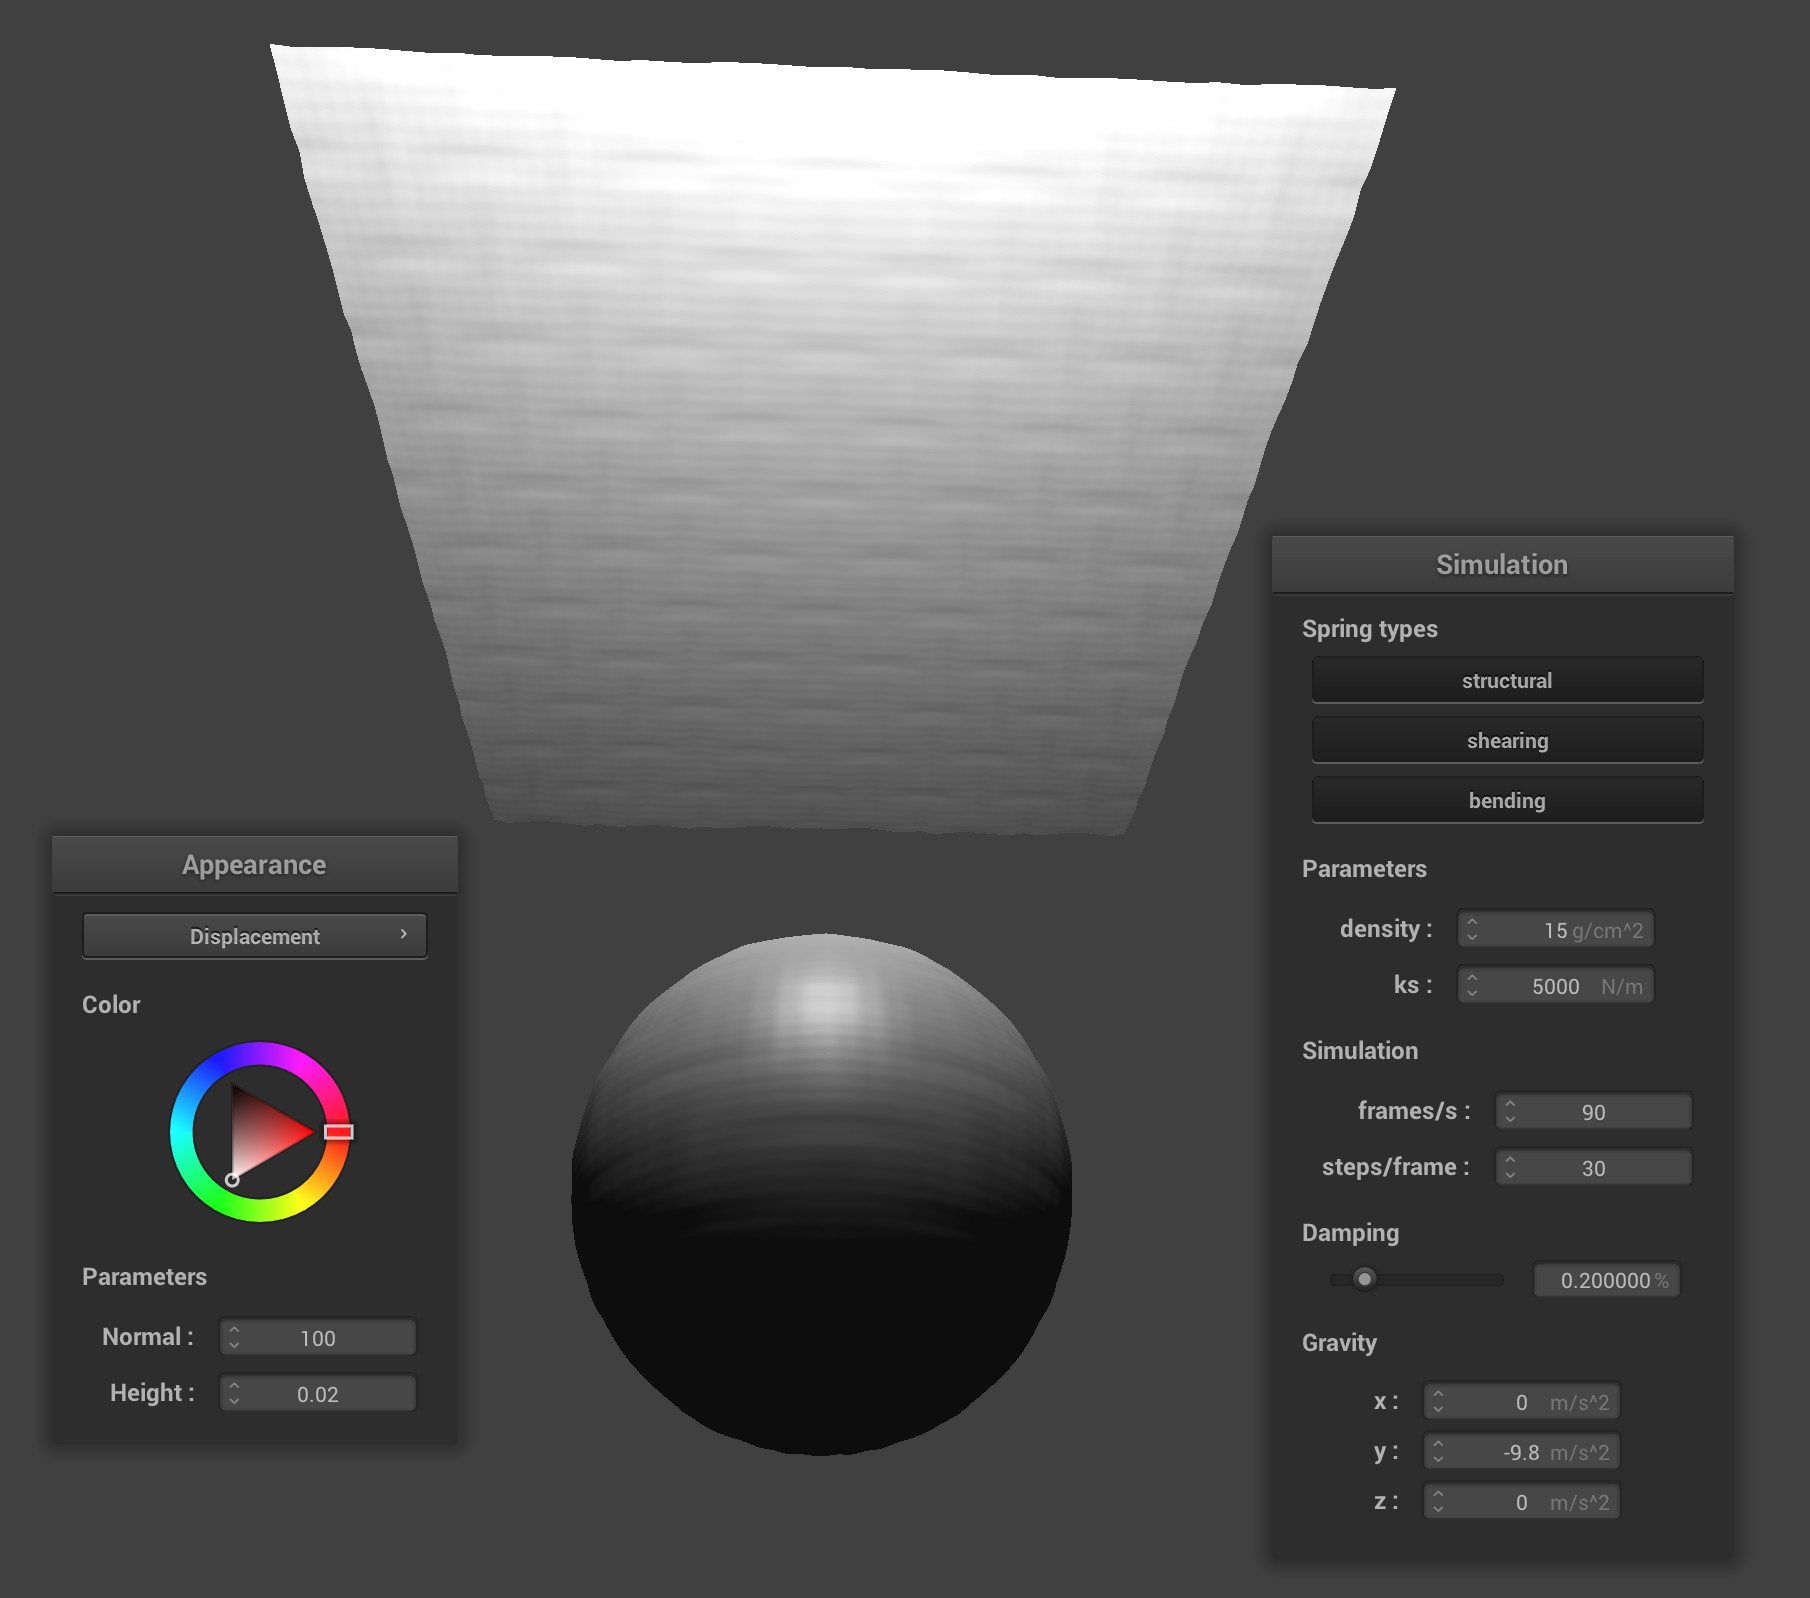 Simulation
Spring types
structural
shearing
bending
Parameters
density : 15 g/cm^2
ks : 5000 N/m
Simulation
frames/s : 90
steps/frame : 30
Damping
0.200000 %
Gravity
x : 0 m/s^2
y : -9.8 m/s^2
z : 0 m/s^2
Appearance
Displacement ›
Color
Parameters
Normal : 100
Height : 0.02